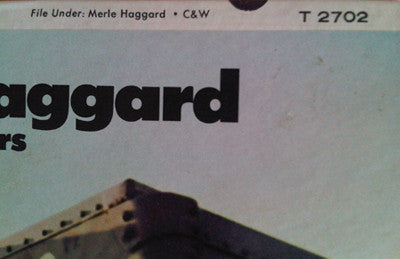 File Under: Merle Haggard • C&W T 2702
aggard
rs